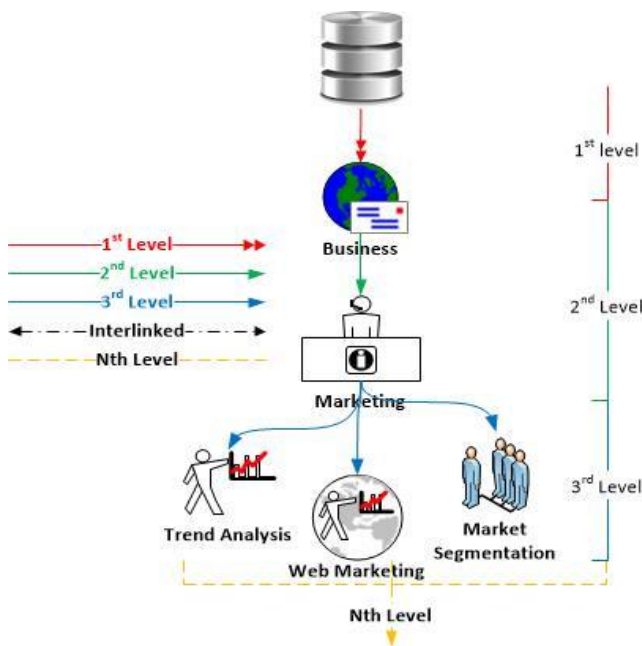 1st level
Business
1st Level
2nd Level
3rd Level
Interlinked
Nth Level
2nd Level
Marketing
Trend Analysis
Web Marketing
Market
Segmentation
3rd Level
Nth Level